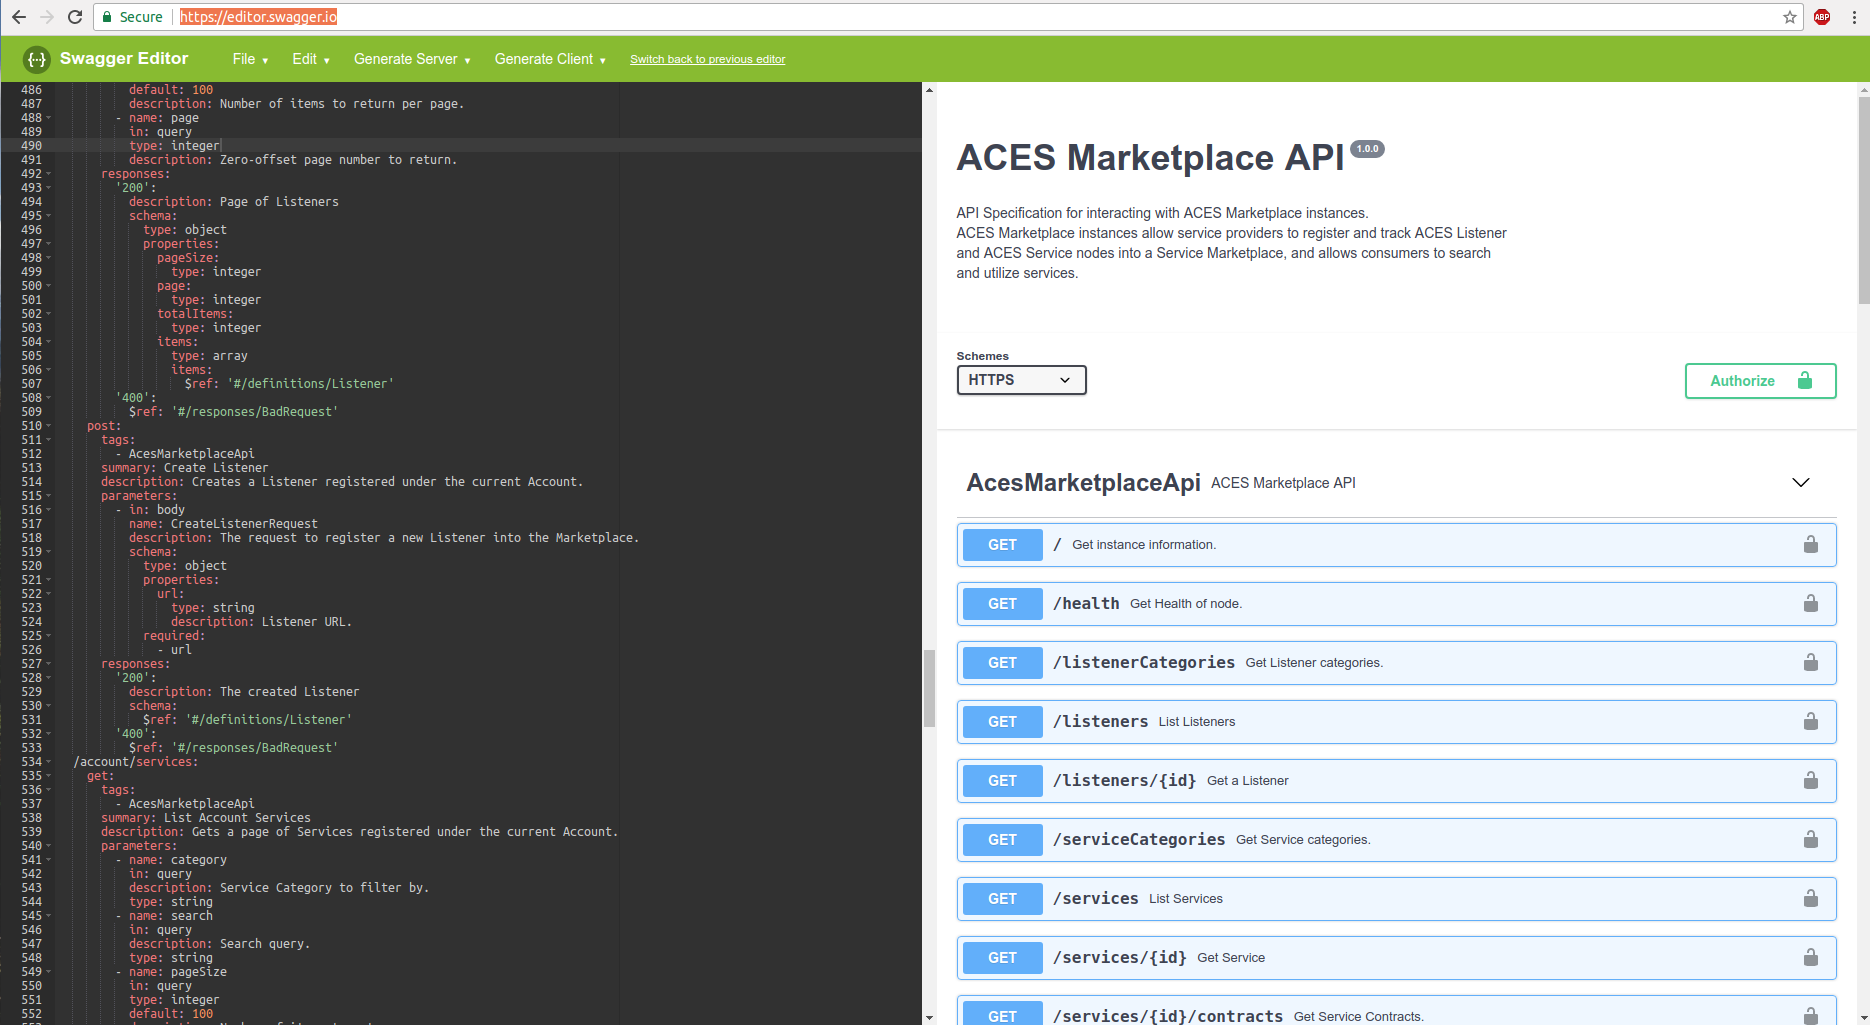 Secure https://editor.swagger.io ABP
Swagger Editor File Edit Generate Server Generate Client Switch back to previous editor
486 default: 100
487 description: Number of items to return per page.
488 - name: page
489 in: query
490 type: integer
491 description: Zero-offset page number to return.
492 responses:
493 '200':
494 description: Page of Listeners
495 schema:
496 type: object
497 properties:
498 pageSize:
499 type: integer
500 page:
501 type: integer
502 totalItems:
503 type: integer
504 items:
505 type: array
506 items:
507 $ref: '#/definitions/Listener'
508 '400':
509 $ref: '#/responses/BadRequest'
510 post:
511 tags:
512 - AcesMarketplaceApi
513 summary: Create Listener
514 description: Creates a Listener registered under the current Account.
515 parameters:
516 - in: body
517 name: CreateListenerRequest
518 description: The request to register a new Listener into the Marketplace.
519 schema:
520 type: object
521 properties:
522 url:
523 type: string
524 description: Listener URL.
525 required:
526 - url
527 responses:
528 '200':
529 description: The created Listener
530 schema:
531 $ref: '#/definitions/Listener'
532 '400':
533 $ref: '#/responses/BadRequest'
534 /account/services:
535 get:
536 tags:
537 - AcesMarketplaceApi
538 summary: List Account Services
539 description: Gets a page of Services registered under the current Account.
540 parameters:
541 - name: category
542 in: query
543 description: Service Category to filter by.
544 type: string
545 - name: search
546 in: query
547 description: Search query.
548 type: string
549 - name: pageSize
550 in: query
551 type: integer
552 default: 100
ACES Marketplace API 1.0.0
API Specification for interacting with ACES Marketplace instances.
ACES Marketplace instances allow service providers to register and track ACES Listener
and ACES Service nodes into a Service Marketplace, and allows consumers to search
and utilize services.
Schemes
HTTPS
Authorize
AcesMarketplaceApi ACES Marketplace API
GET / Get instance information.
GET /health Get Health of node.
GET /listenerCategories Get Listener categories.
GET /listeners List Listeners
GET /listeners/{id} Get a Listener
GET /serviceCategories Get Service categories.
GET /services List Services
GET /services/{id} Get Service
GET /services/{id}/contracts Get Service Contracts.